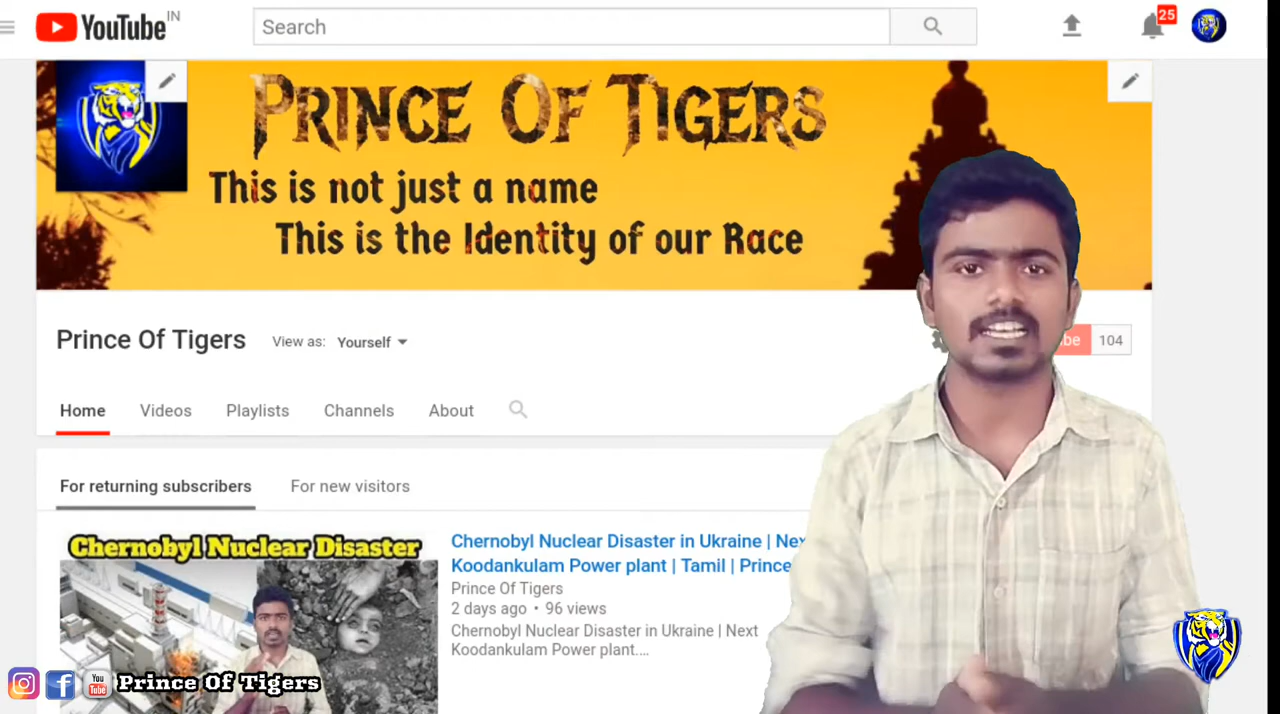 YouTube IN
Search
25
PRINCE OF TIGERS
This is not just a name
This is the Identity of our Race
Prince Of Tigers
View as: Yourself
be 104
Home Videos Playlists Channels About
For returning subscribers For new visitors
Chernobyl Nuclear Disaster
Chernobyl Nuclear Disaster in Ukraine | Nex
Koodankulam Power plant | Tamil | Prince
Prince Of Tigers
2 days ago • 96 views
Chernobyl Nuclear Disaster in Ukraine | Next
Koodankulam Power plant....
You
Tube
Prince Of Tigers